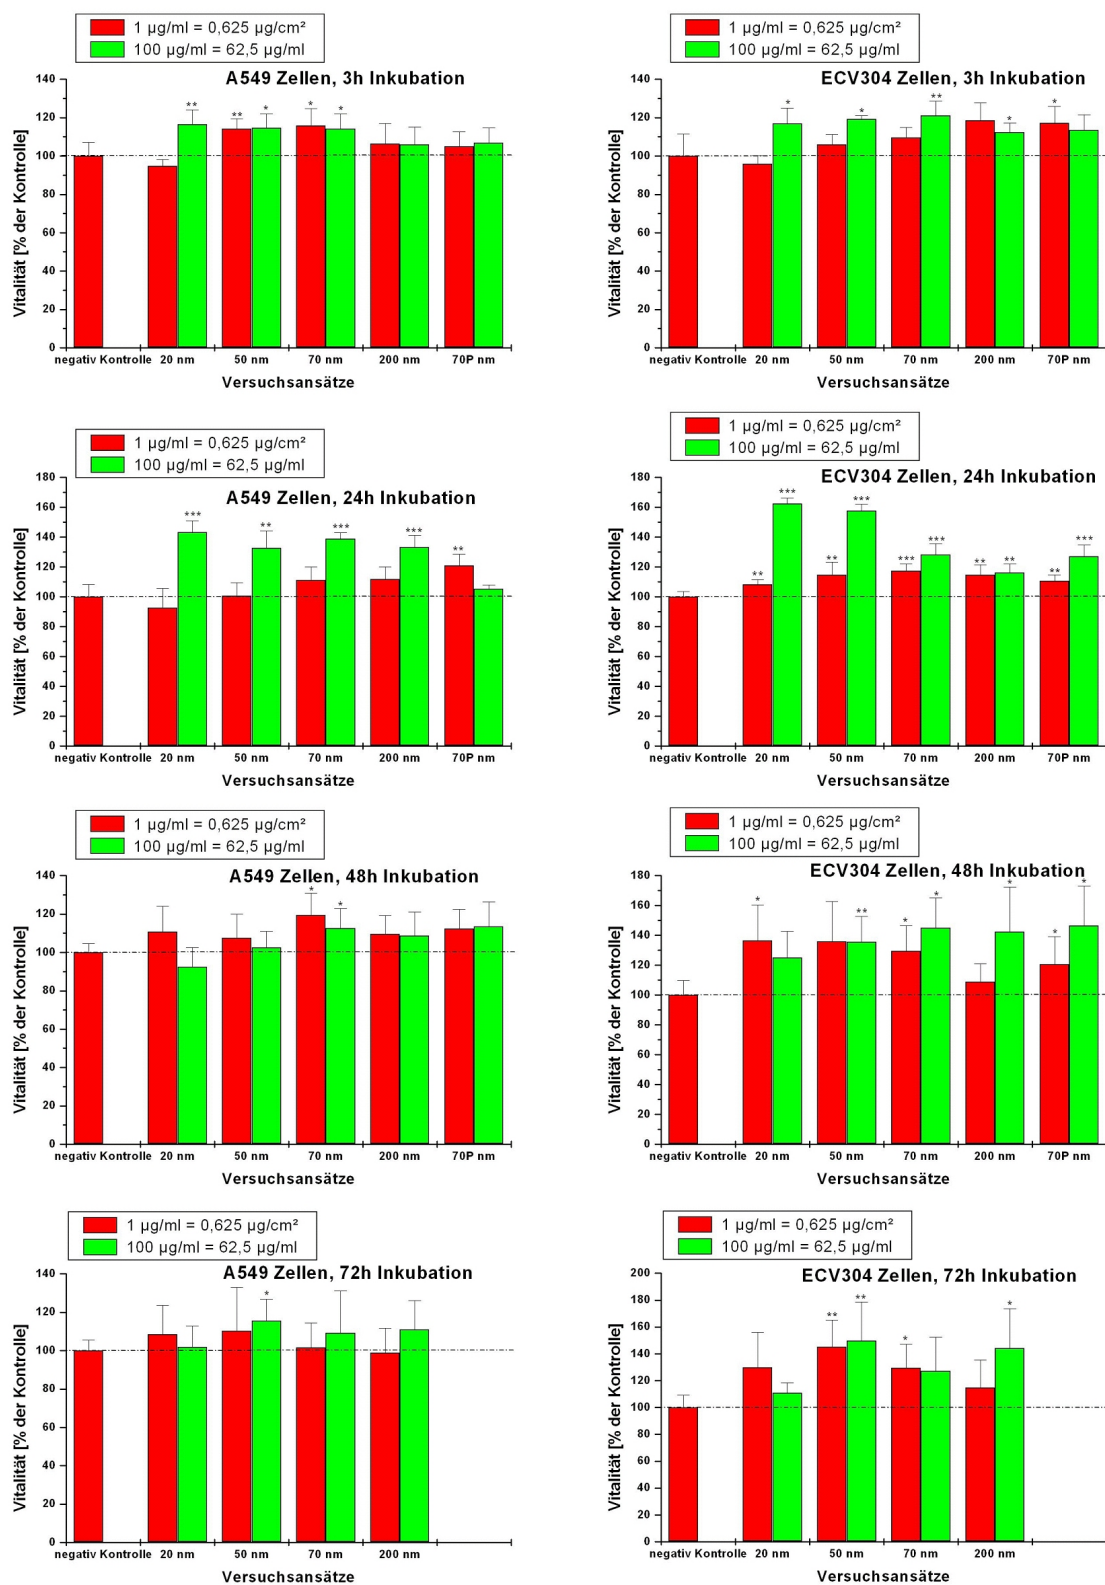 1 µg/ml = 0,625 µg/cm²
100 µg/ml = 62,5 µg/ml
A549 Zellen, 3h Inkubation
Vitalität [% der Kontrolle]
140
120
100
80
60
40
20
0
** ** * * *
negativ Kontrolle 20 nm 50 nm 70 nm 200 nm 70P nm
Versuchsansätze
1 µg/ml = 0,625 µg/cm²
100 µg/ml = 62,5 µg/ml
ECV304 Zellen, 3h Inkubation
Vitalität [% der Kontrolle]
140
120
100
80
60
40
20
0
* * ** * *
negativ Kontrolle 20 nm 50 nm 70 nm 200 nm 70P nm
Versuchsansätze
1 µg/ml = 0,625 µg/cm²
100 µg/ml = 62,5 µg/ml
A549 Zellen, 24h Inkubation
Vitalität [% der Kontrolle]
180
160
140
120
100
80
60
40
20
0
*** ** *** *** **
negativ Kontrolle 20 nm 50 nm 70 nm 200 nm 70P nm
Versuchsansätze
1 µg/ml = 0,625 µg/cm²
100 µg/ml = 62,5 µg/ml
ECV304 Zellen, 24h Inkubation
Vitalität [% der Kontrolle]
180
160
140
120
100
80
60
40
20
0
** *** ** *** *** *** ** ** ** ***
negativ Kontrolle 20 nm 50 nm 70 nm 200 nm 70P nm
Versuchsansätze
1 µg/ml = 0,625 µg/cm²
100 µg/ml = 62,5 µg/ml
A549 Zellen, 48h Inkubation
Vitalität [% der Kontrolle]
140
120
100
80
60
40
20
0
* *
negativ Kontrolle 20 nm 50 nm 70 nm 200 nm 70P nm
Versuchsansätze
1 µg/ml = 0,625 µg/cm²
100 µg/ml = 62,5 µg/ml
ECV304 Zellen, 48h Inkubation
Vitalität [% der Kontrolle]
180
160
140
120
100
80
60
40
20
0
* ** * * * * *
negativ Kontrolle 20 nm 50 nm 70 nm 200 nm 70P nm
Versuchsansätze
1 µg/ml = 0,625 µg/cm²
100 µg/ml = 62,5 µg/ml
A549 Zellen, 72h Inkubation
Vitalität [% der Kontrolle]
140
120
100
80
60
40
20
0
*
negativ Kontrolle 20 nm 50 nm 70 nm 200 nm
Versuchsansätze
1 µg/ml = 0,625 µg/cm²
100 µg/ml = 62,5 µg/ml
ECV304 Zellen, 72h Inkubation
Vitalität [% der Kontrolle]
200
180
160
140
120
100
80
60
40
20
0
** ** * *
negativ Kontrolle 20 nm 50 nm 70 nm 200 nm
Versuchsansätze